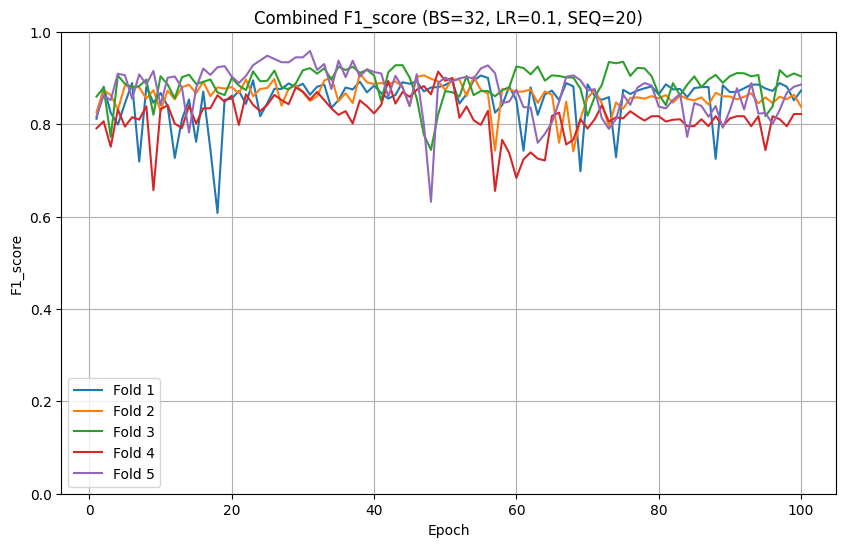 Combined F1_score (BS=32, LR=0.1, SEQ=20)
1.0
0.8
0.6
0.4
0.2
0.0
F1_score
Fold 1
Fold 2
Fold 3
Fold 4
Fold 5
0 20 40 60 80 100
Epoch